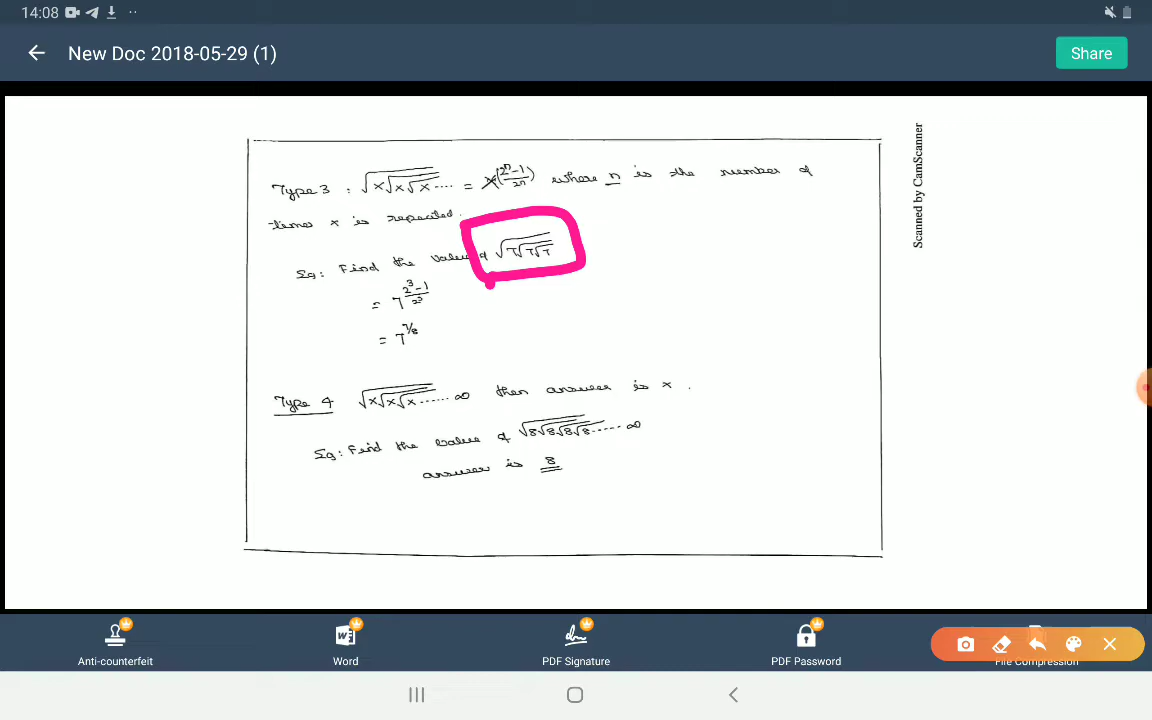 14:08
New Doc 2018-05-29 (1)
Share
Type 3 : √x√x√x.... = x^(2^n-1/2^n) where n is the number of
times x is repeated.
Eg: Find the value of √7√7√7
= 7^(2^3-1/2^3)
= 7^7/8
Type 4 √x√x√x......∞ then answer is x.
Eg: Find the value of √8√8√8√8.....∞
answer is 8
Scanned by CamScanner
Anti-counterfeit
Word
PDF Signature
PDF Password
File Compression